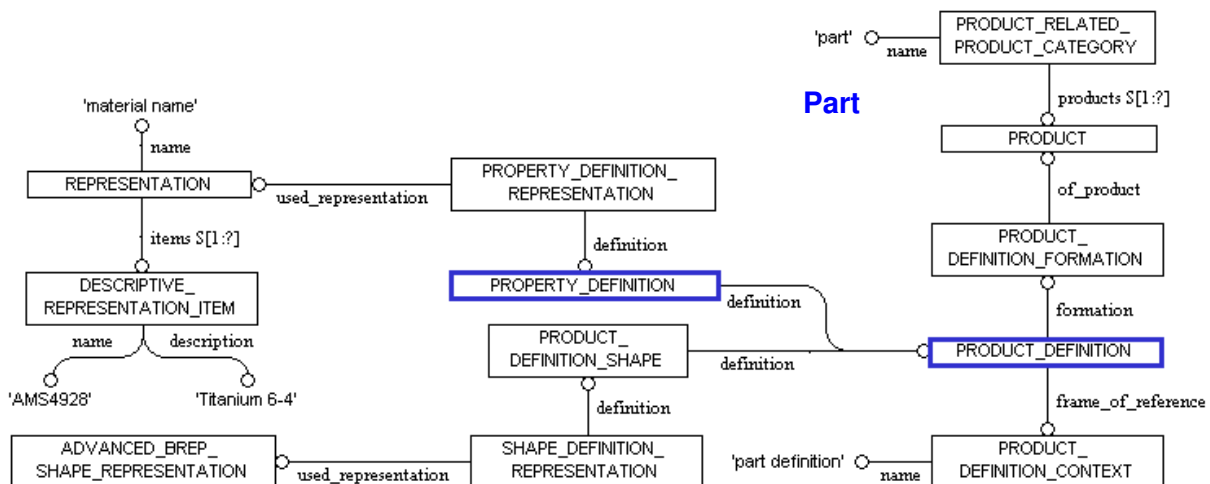 'part'
name
PRODUCT_RELATED_
PRODUCT_CATEGORY
Part
products S[1:?]
'material name'
name
PRODUCT
REPRESENTATION
used_representation
PROPERTY_DEFINITION_
REPRESENTATION
of_product
items S[1:?]
definition
PRODUCT_
DEFINITION_FORMATION
DESCRIPTIVE_
REPRESENTATION_ITEM
PROPERTY_DEFINITION
definition
formation
name
description
PRODUCT_
DEFINITION_SHAPE
definition
PRODUCT_DEFINITION
'AMS4928'
'Titanium 6-4'
definition
frame_of_reference
ADVANCED_BREP_
SHAPE_REPRESENTATION
used_representation
SHAPE_DEFINITION_
REPRESENTATION
'part definition'
name
PRODUCT_
DEFINITION_CONTEXT